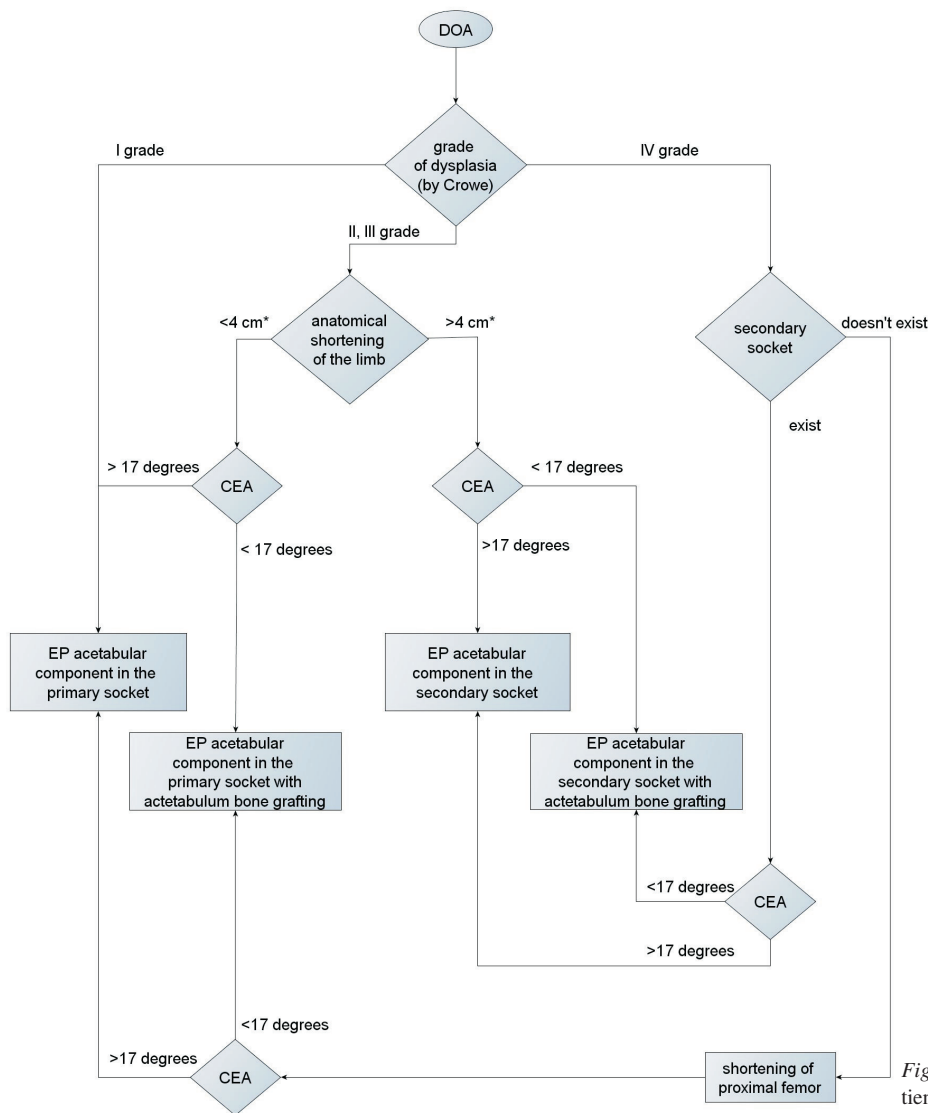 DOA
grade
of dysplasia
(by Crowe)
I grade
IV grade
II, III grade
<4 cm*
anatomical
shortening
of the limb
>4 cm*
secondary
socket
doesn't exist
exist
> 17 degrees
CEA
< 17 degrees
CEA
< 17 degrees
>17 degrees
EP acetabular
component in the
primary socket
EP acetabular
component in the
secondary socket
EP acetabular
component in the
primary socket with
actetabulum bone grafting
EP acetabular
component in the
secondary socket with
actetabulum bone grafting
<17 degrees
CEA
>17 degrees
<17 degrees
>17 degrees
CEA
shortening of
proximal femor
Fig
tien